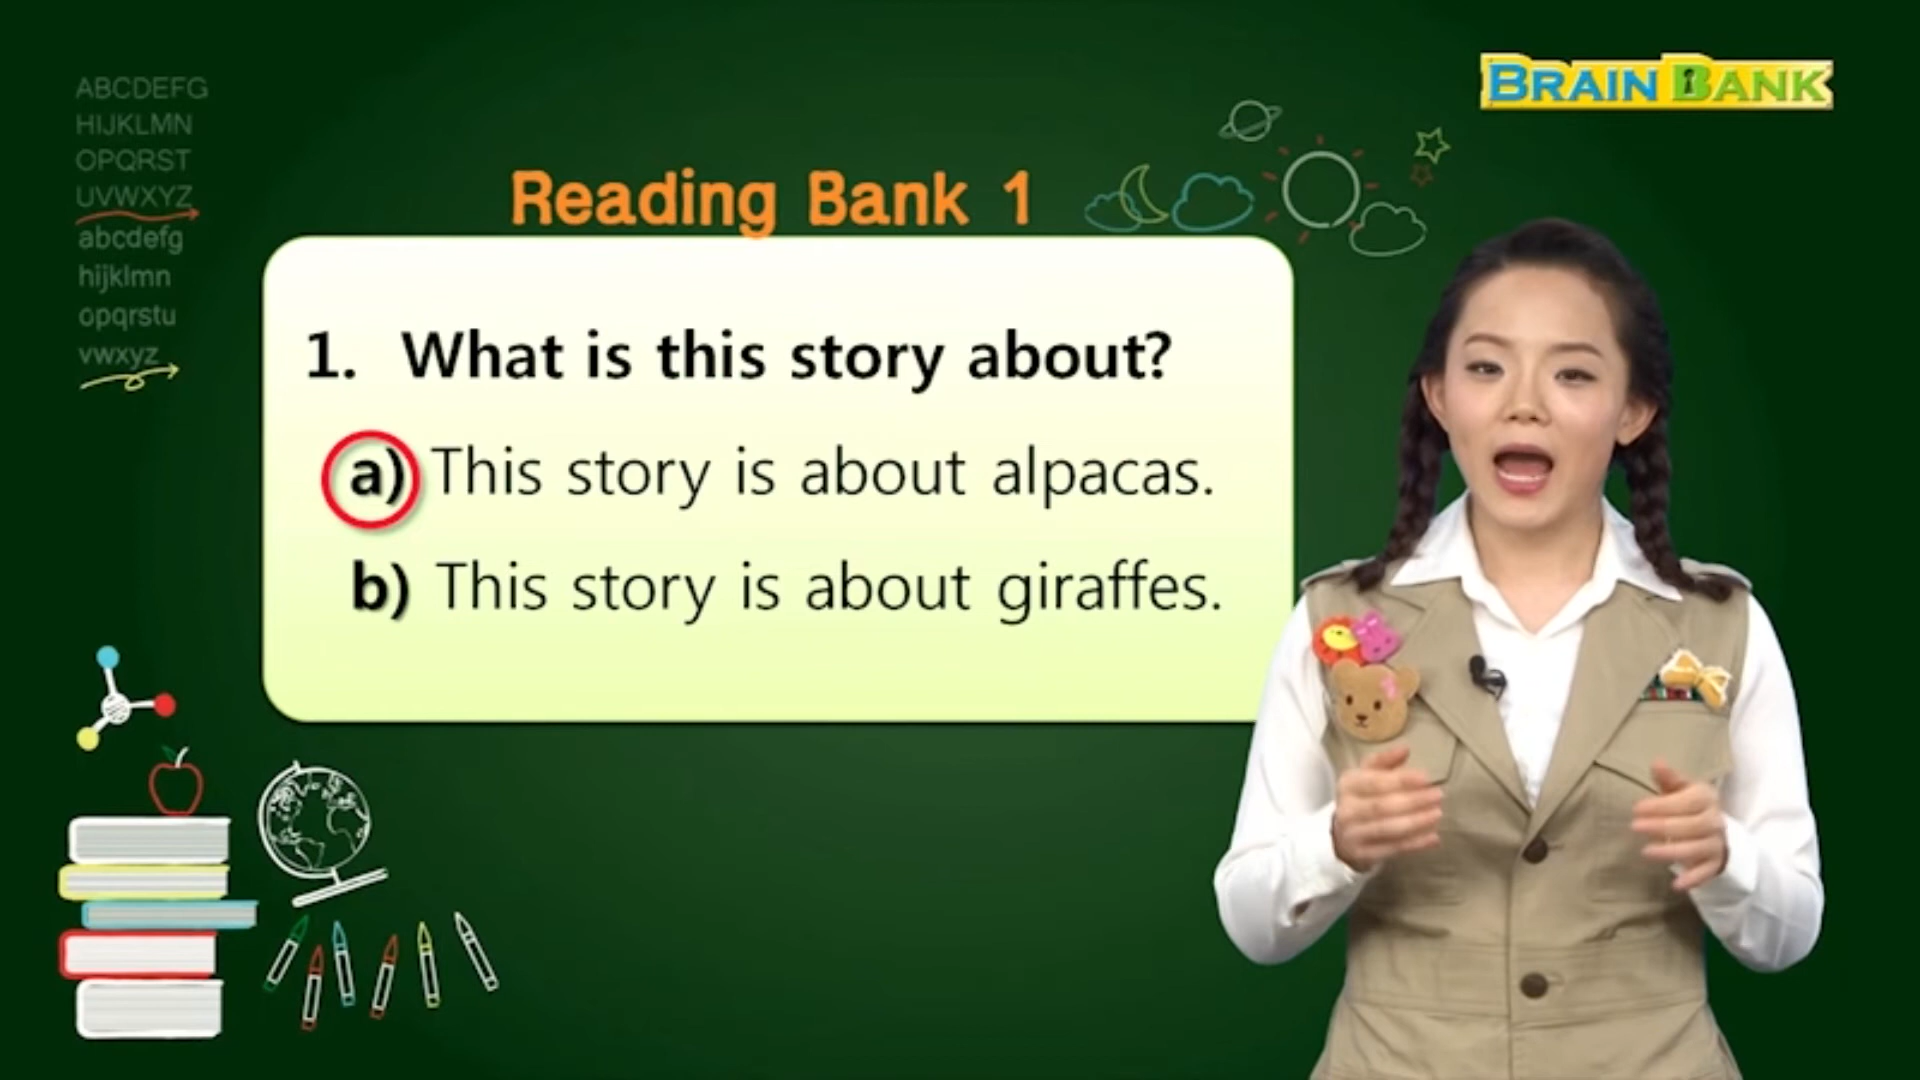 ABCDEFG
HIJKLMN
OPQRST
UVWXYZ
abcdefg
hijklmn
opqrstu
vwxyz
BRAIN BANK
Reading Bank 1
1. What is this story about?
a) This story is about alpacas.
b) This story is about giraffes.